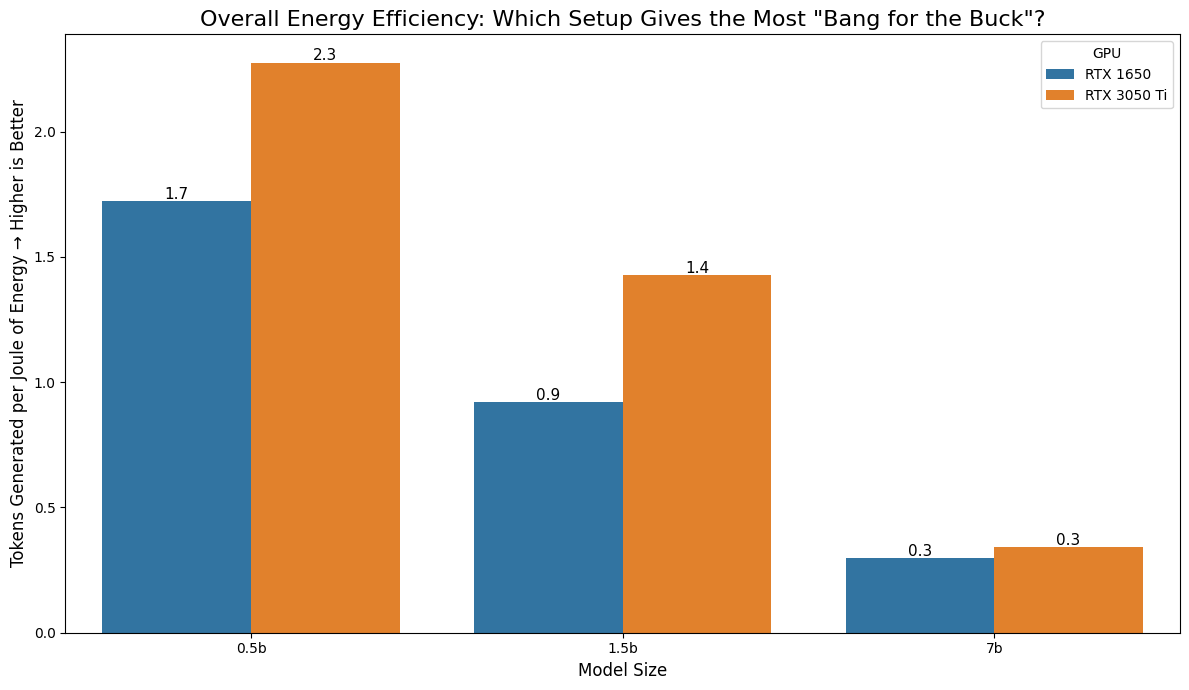 Overall Energy Efficiency: Which Setup Gives the Most "Bang for the Buck"?
Tokens Generated per Joule of Energy → Higher is Better
2.0
1.5
1.0
0.5
0.0
1.7
2.3
0.9
1.4
0.3
0.3
GPU
RTX 1650
RTX 3050 Ti
0.5b
1.5b
7b
Model Size